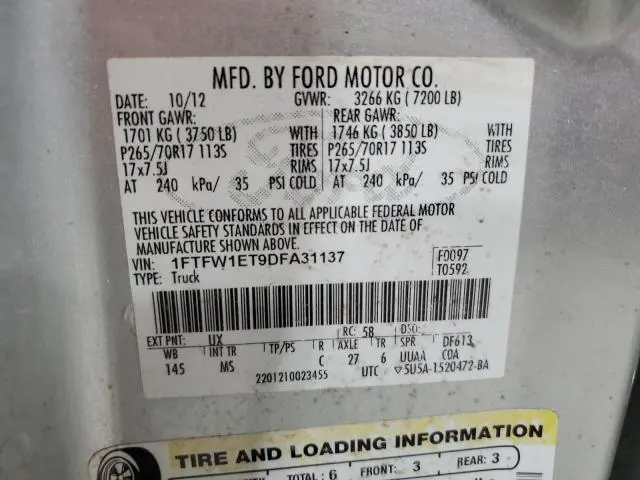 MFD. BY FORD MOTOR CO.
DATE: 10/12 GVWR: 3266 KG ( 7200 LB)
FRONT GAWR: REAR GAWR:
1701 KG ( 3750 LB) WITH 1746 KG ( 3850 LB) WITH
P265/70R17 113S TIRES P265/70R17 113S TIRES
17x7.5J RIMS 17x7.5J RIMS
AT 240 kPa/ 35 PSI COLD AT 240 kPa/ 35 PSI COLD
THIS VEHICLE CONFORMS TO ALL APPLICABLE FEDERAL MOTOR
VEHICLE SAFETY STANDARDS IN EFFECT ON THE DATE OF
MANUFACTURE SHOWN ABOVE.
VIN: 1FTFW1ET9DFA31137 F0097
TYPE: Truck T0592
EXT PNT: UX RC: 58 DSO:
WB INT TR TP/PS R AXLE TR SPR DF613
145 MS C 27 6 UUAA COA
2201210023455 UTC ▽5U5A-1520472-BA
TIRE AND LOADING INFORMATION
TOTAL: 6 FRONT: 3 REAR: 3